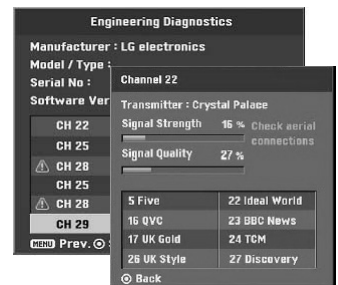 Engineering Diagnostics
Manufacturer : LG electronics
Model / Type :
Serial No :
Software Ver
CH 22
CH 25
CH 28
CH 25
CH 28
CH 29
MENU Prev.
Channel 22
Transmitter : Crystal Palace
Signal Strength 15 % Check aerial
connections
Signal Quality 27 %
5 Five 22 Ideal World
16 QVC 23 BBC News
17 UK Gold 24 TCM
26 UK Style 27 Discovery
Back